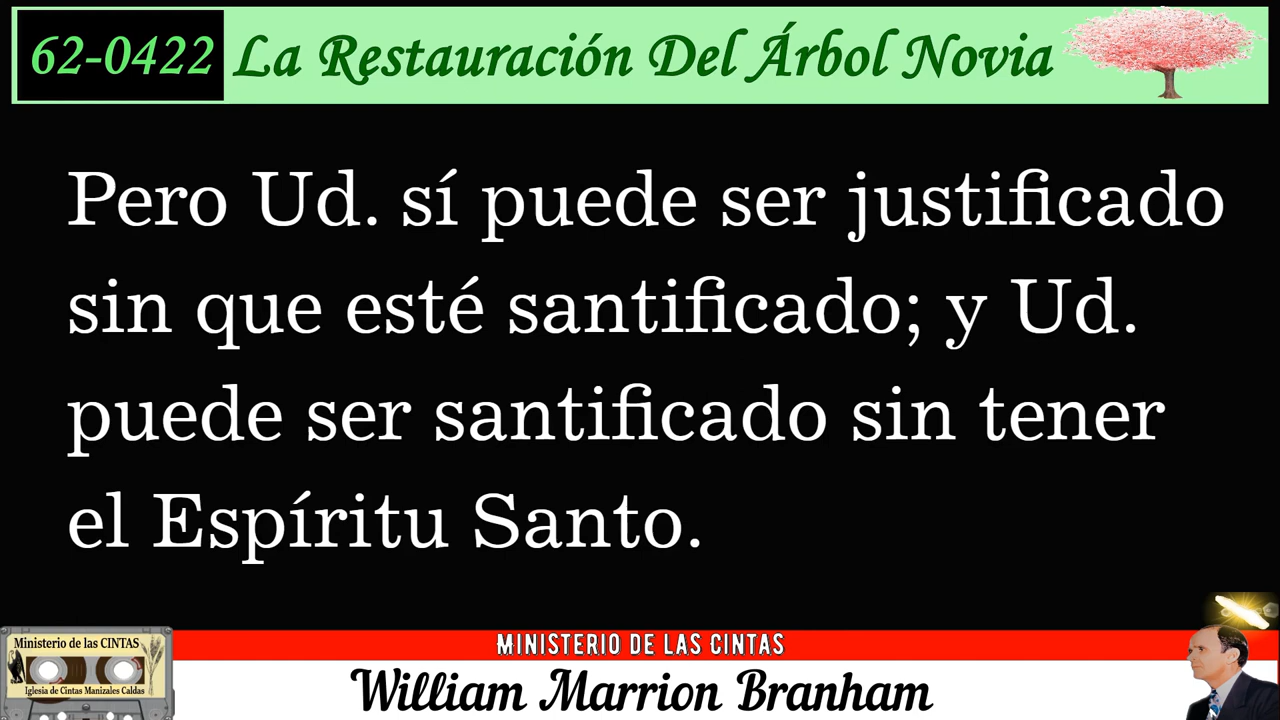 62-0422 La Restauración Del Árbol Novia
Pero Ud. sí puede ser justificado
sin que esté santificado; y Ud.
puede ser santificado sin tener
el Espíritu Santo.
Ministerio de las CINTAS
Iglesia de Cintas Manizales Caldas
MINISTERIO DE LAS CINTAS
William Marrion Branham